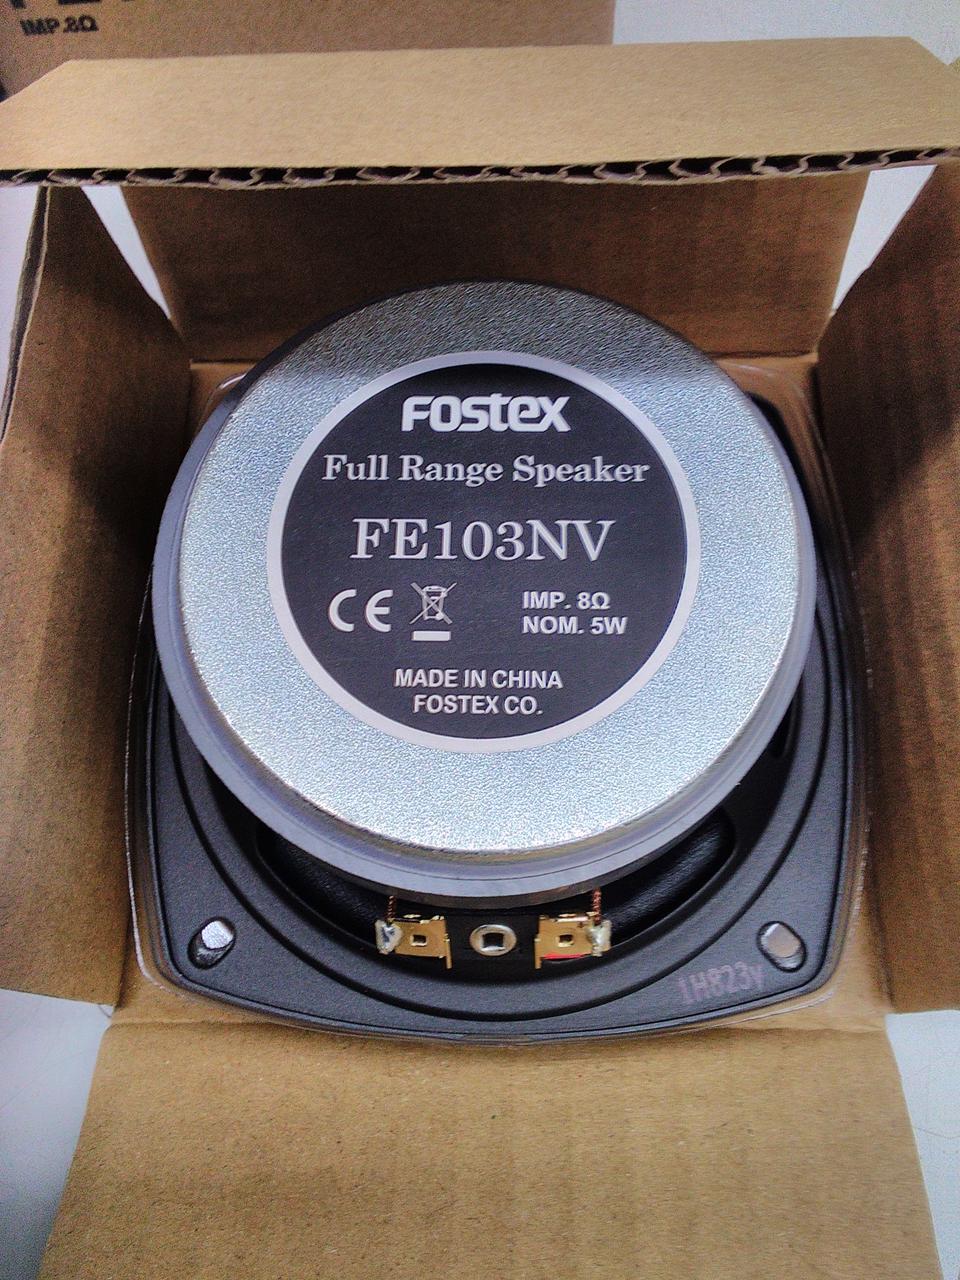 IMP.8Ω
FOSTEX
Full Range Speaker
FE103NV
CE
IMP. 8Ω
NOM. 5W
MADE IN CHINA
FOSTEX CO.
1H823y